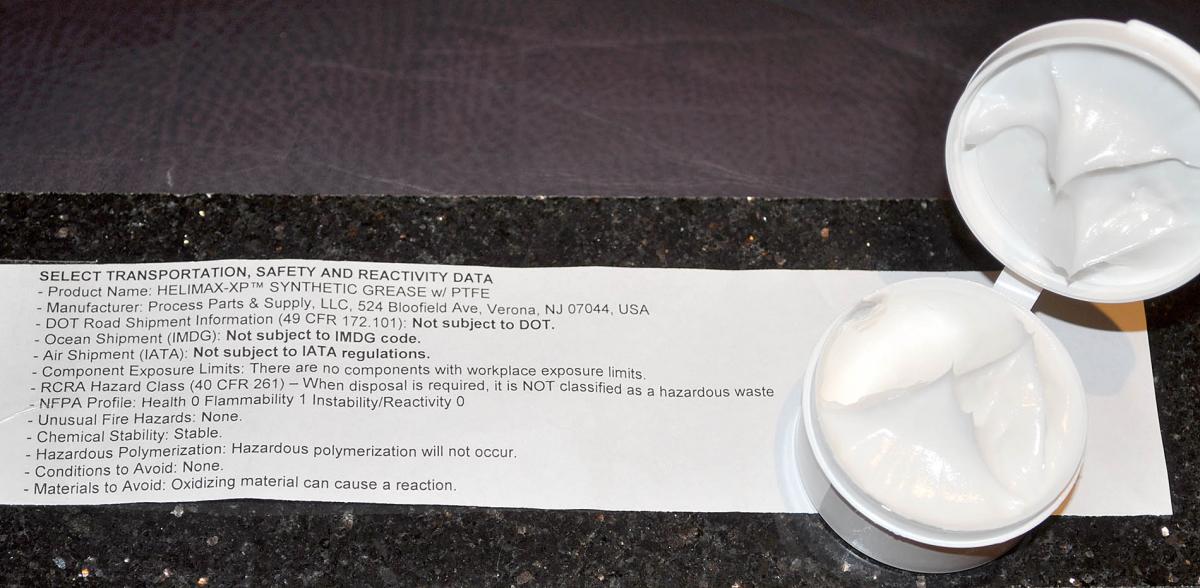 SELECT TRANSPORTATION, SAFETY AND REACTIVITY DATA
- Product Name: HELIMAX-XP™ SYNTHETIC GREASE w/ PTFE
- Manufacturer: Process Parts & Supply, LLC, 524 Bloofield Ave, Verona, NJ 07044, USA
- DOT Road Shipment Information (49 CFR 172.101): Not subject to DOT.
- Ocean Shipment (IMDG): Not subject to IMDG code.
- Air Shipment (IATA): Not subject to IATA regulations.
- Component Exposure Limits: There are no components with workplace exposure limits.
- RCRA Hazard Class (40 CFR 261) – When disposal is required, it is NOT classified as a hazardous waste
- NFPA Profile: Health 0 Flammability 1 Instability/Reactivity 0
- Unusual Fire Hazards: None.
- Chemical Stability: Stable.
- Hazardous Polymerization: Hazardous polymerization will not occur.
- Conditions to Avoid: None.
- Materials to Avoid: Oxidizing material can cause a reaction.